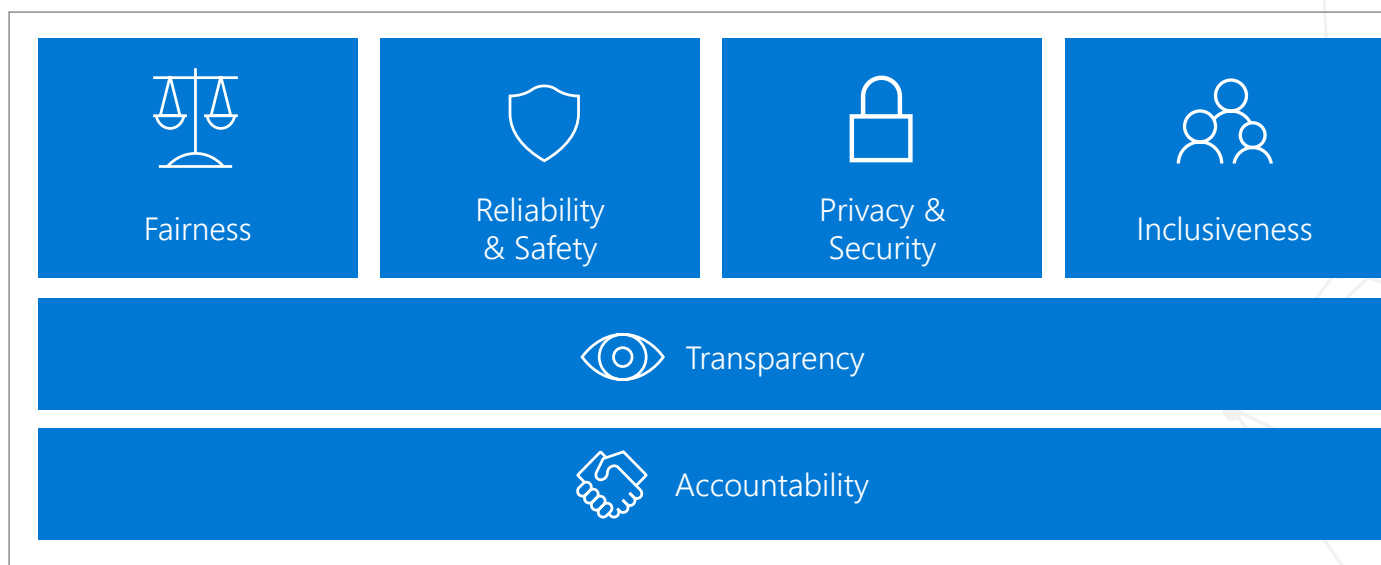 Fairness
Reliability
& Safety
Privacy &
Security
Inclusiveness
Transparency
Accountability